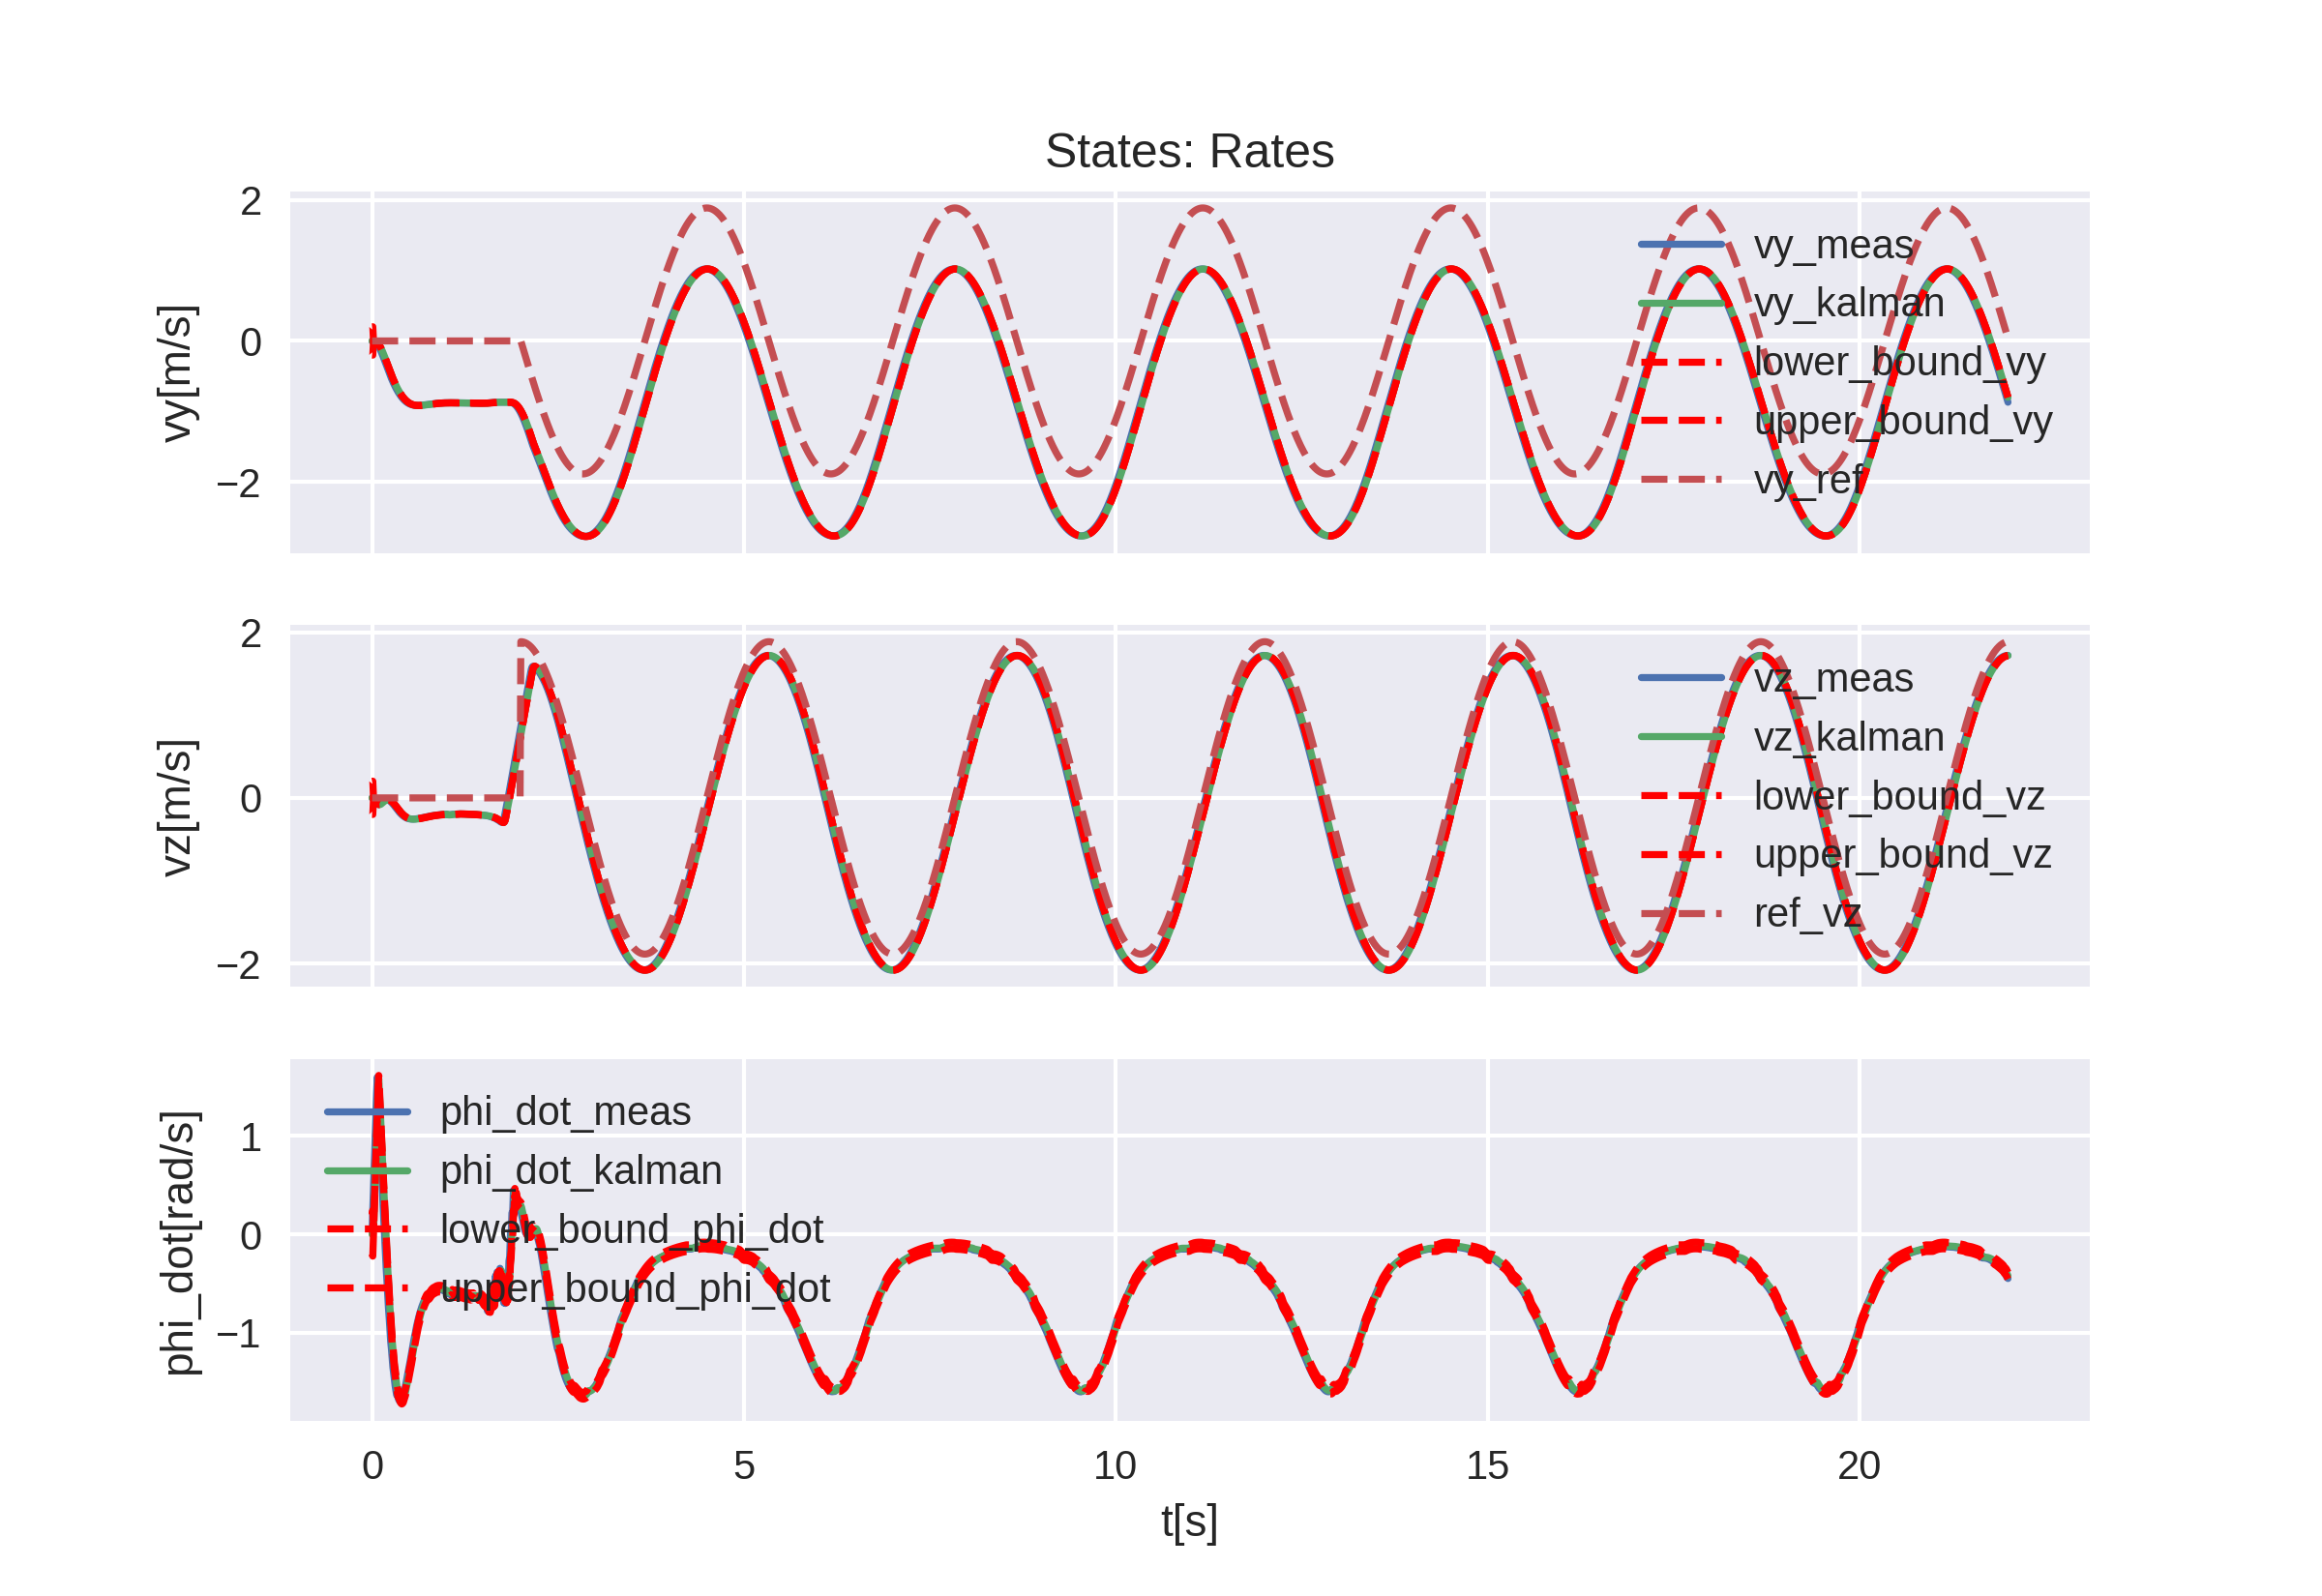 States: Rates
2
0
−2
vy[m/s]
vy_meas
vy_kalman
lower_bound_vy
upper_bound_vy
vy_ref
2
0
−2
vz[m/s]
vz_meas
vz_kalman
lower_bound_vz
upper_bound_vz
ref_vz
1
0
−1
phi_dot[rad/s]
phi_dot_meas
phi_dot_kalman
lower_bound_phi_dot
upper_bound_phi_dot
0 5 10 15 20
t[s]